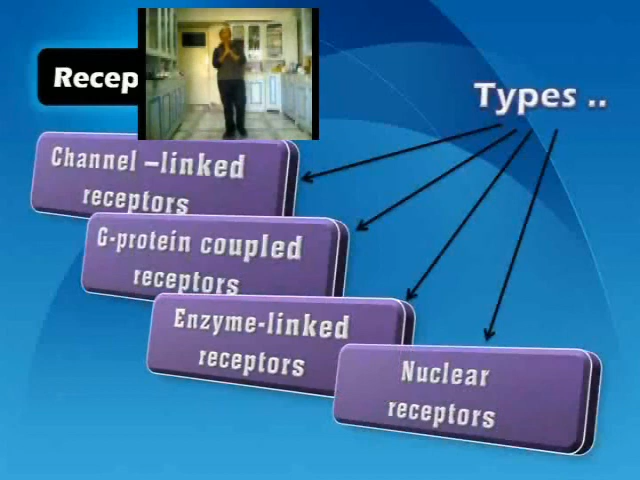 Recep
Types ..
Channel –linked
receptors
G-protein coupled
receptors
Enzyme-linked
receptors
Nuclear
receptors